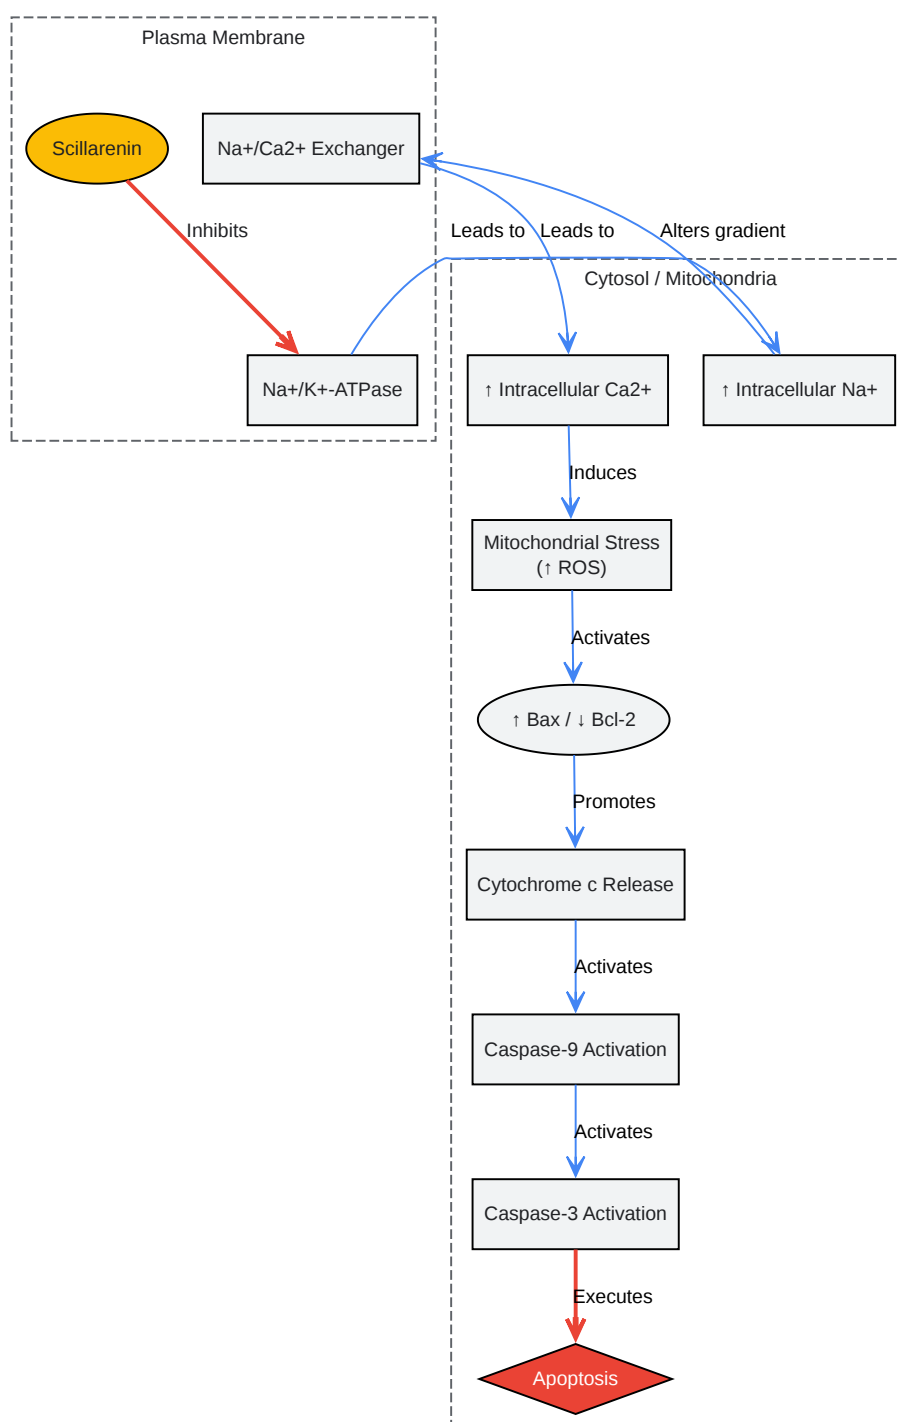 Plasma Membrane
Scillarenin
Na+/Ca2+ Exchanger
Inhibits
Leads to
Leads to
Alters gradient
Cytosol / Mitochondria
Na+/K+-ATPase
↑ Intracellular Ca2+
↑ Intracellular Na+
Induces
Mitochondrial Stress
(↑ ROS)
Activates
↑ Bax / ↓ Bcl-2
Promotes
Cytochrome c Release
Activates
Caspase-9 Activation
Activates
Caspase-3 Activation
Executes
Apoptosis